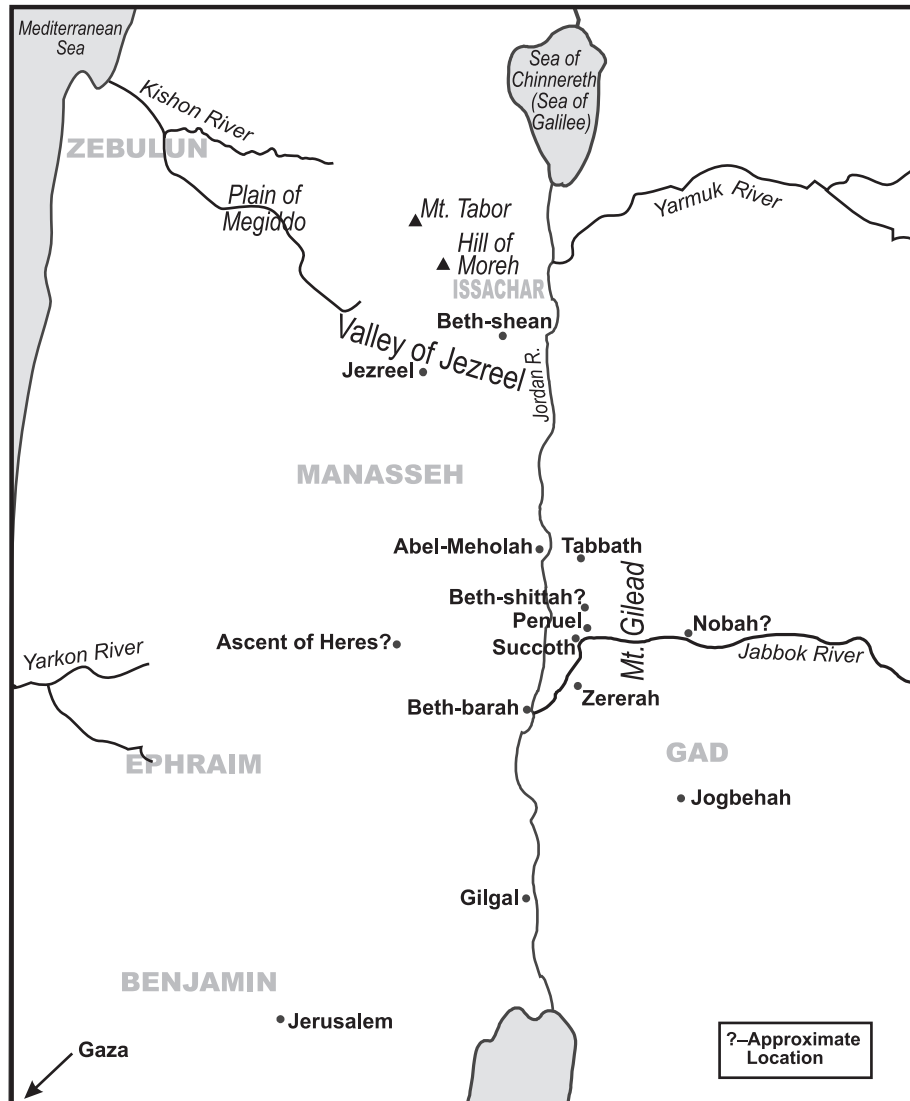 Mediterranean
Sea
Sea of
Chinnereth
(Sea of
Galilee)
Kishon River
ZEBULUN
Plain of
Megiddo
Mt. Tabor
Yarmuk River
Hill of
Moreh
ISSACHAR
Beth-shean
Valley of Jezreel
Jezreel
Jordan R.
MANASSEH
Abel-Meholah
Tabbath
Beth-shittah?
Penuel
Mt. Gilead
Nobah?
Ascent of Heres?
Succoth
Jabbok River
Yarkon River
Zererah
Beth-barah
EPHRAIM
GAD
Jogbehah
Gilgal
BENJAMIN
Jerusalem
Gaza
?–Approximate
Location